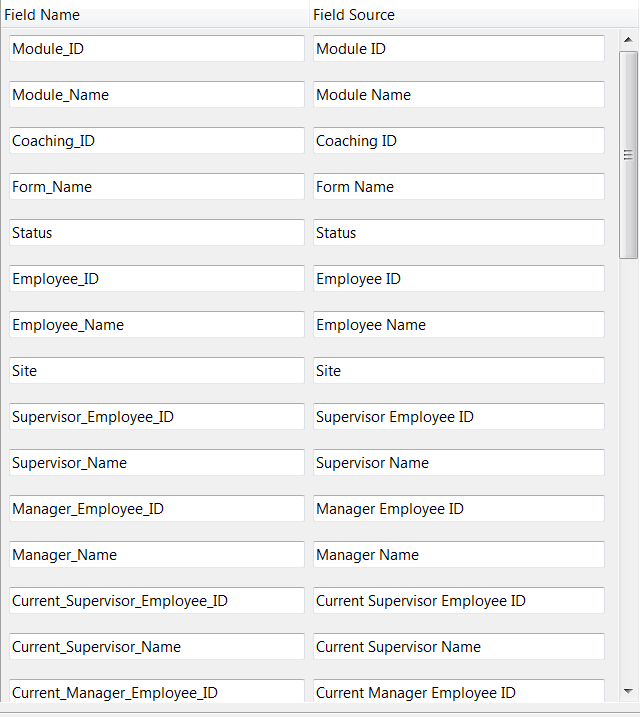 Field Name Field Source
Module_ID Module ID
Module_Name Module Name
Coaching_ID Coaching ID
Form_Name Form Name
Status Status
Employee_ID Employee ID
Employee_Name Employee Name
Site Site
Supervisor_Employee_ID Supervisor Employee ID
Supervisor_Name Supervisor Name
Manager_Employee_ID Manager Employee ID
Manager_Name Manager Name
Current_Supervisor_Employee_ID Current Supervisor Employee ID
Current_Supervisor_Name Current Supervisor Name
Current_Manager_Employee_ID Current Manager Employee ID